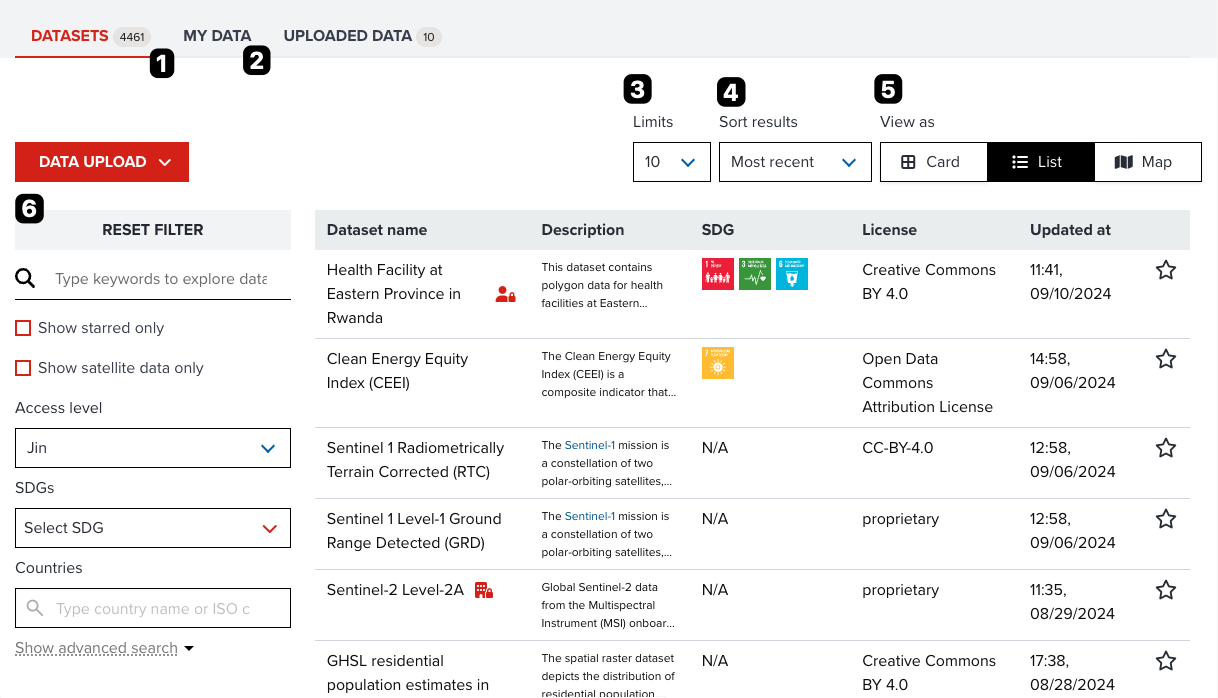 DATASETS 4461 MY DATA UPLOADED DATA 10
1 2
3 4 5
Limits Sort results View as
DATA UPLOAD 10 Most recent Card List Map
6
RESET FILTER
Type keywords to explore data
Show starred only
Show satellite data only
Access level
Jin
SDGs
Select SDG
Countries
Type country name or ISO c
Show advanced search
Dataset name Description SDG License Updated at
Health Facility at
Eastern Province in
Rwanda
This dataset contains
polygon data for health
facilities at Eastern...
1 3 6
Creative Commons
BY 4.0
11:41,
09/10/2024
Clean Energy Equity
Index (CEEI)
The Clean Energy Equity
Index (CEEI) is a
composite indicator that...
7
Open Data
Commons
Attribution License
14:58,
09/06/2024
Sentinel 1 Radiometrically
Terrain Corrected (RTC)
The Sentinel-1 mission is
a constellation of two
polar-orbiting satellites,...
N/A
CC-BY-4.0
12:58,
09/06/2024
Sentinel 1 Level-1 Ground
Range Detected (GRD)
The Sentinel-1 mission is
a constellation of two
polar-orbiting satellites,...
N/A
proprietary
12:58,
09/06/2024
Sentinel-2 Level-2A
Global Sentinel-2 data
from the Multispectral
Instrument (MSI) onboar...
N/A
proprietary
11:35,
08/29/2024
GHSL residential
population estimates in
The spatial raster dataset
depicts the distribution of
residential population...
N/A
Creative Commons
BY 4.0
17:38,
08/28/2024